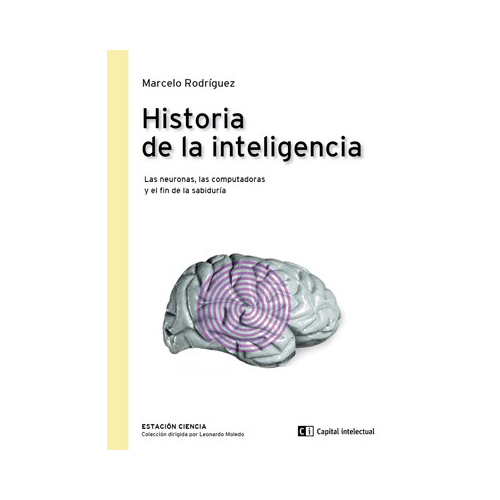 Marcelo Rodríguez
Historia
de la inteligencia
Las neuronas, las computadoras
y el fin de la sabiduría
ESTACIÓN CIENCIA
Colección dirigida por Leonardo Moledo
Ci Capital intelectual